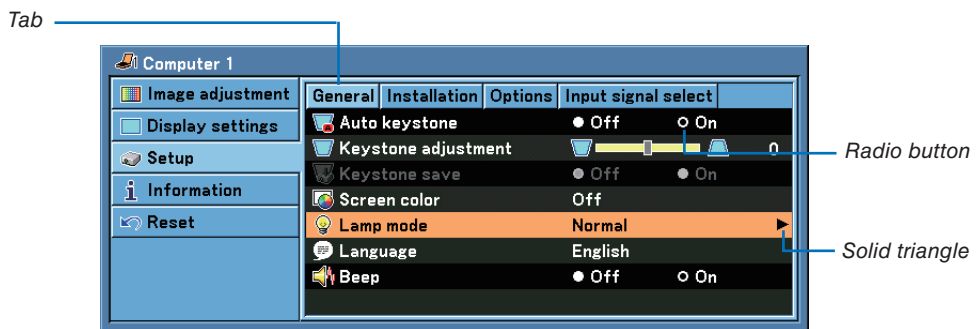 Tab
Computer 1
Image adjustment
Display settings
Setup
Information
Reset
General Installation Options Input signal select
Auto keystone Off On
Keystone adjustment 0
Keystone save Off On
Screen color Off
Lamp mode Normal
Language English
Beep Off On
Radio button
Solid triangle